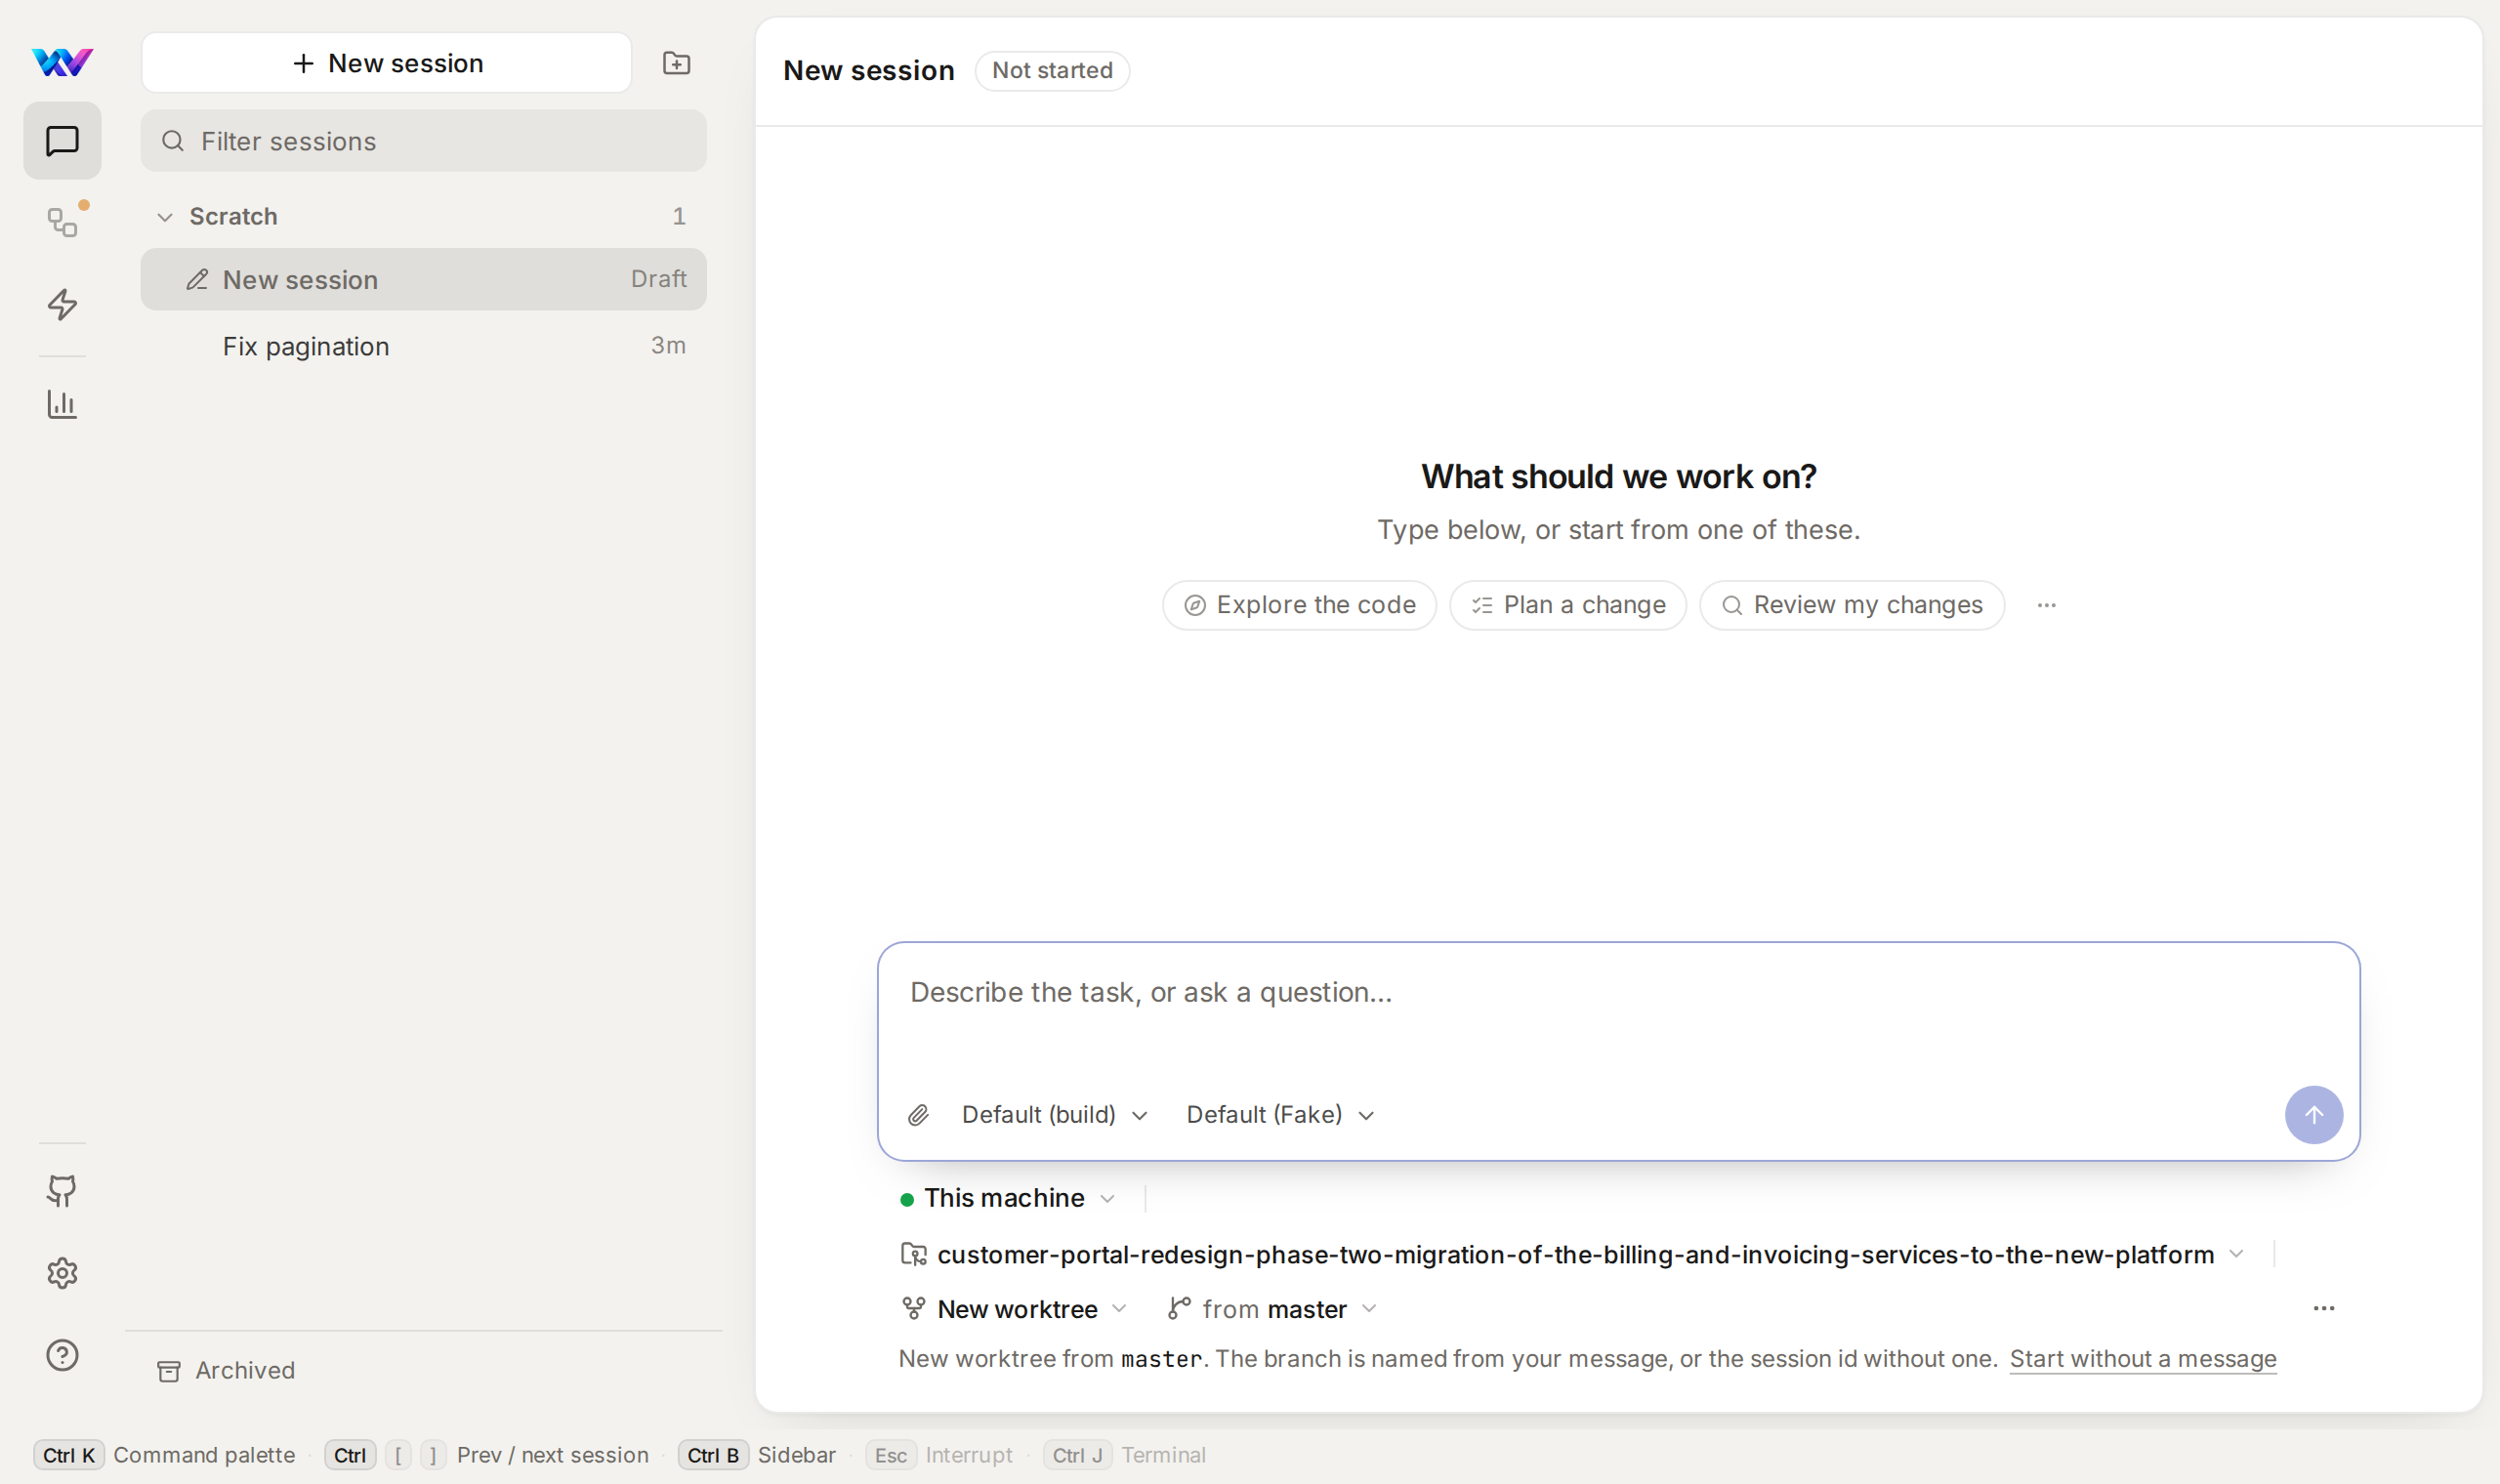 New session
Filter sessions
Scratch 1
New session Draft
Fix pagination 3m
Archived
New session Not started
What should we work on?
Type below, or start from one of these.
Explore the code Plan a change Review my changes
Describe the task, or ask a question...
Default (build) Default (Fake)
This machine
customer-portal-redesign-phase-two-migration-of-the-billing-and-invoicing-services-to-the-new-platform
New worktree from master
New worktree from master. The branch is named from your message, or the session id without one. Start without a message
Ctrl K Command palette · Ctrl [ ] Prev / next session · Ctrl B Sidebar · Esc Interrupt · Ctrl J Terminal